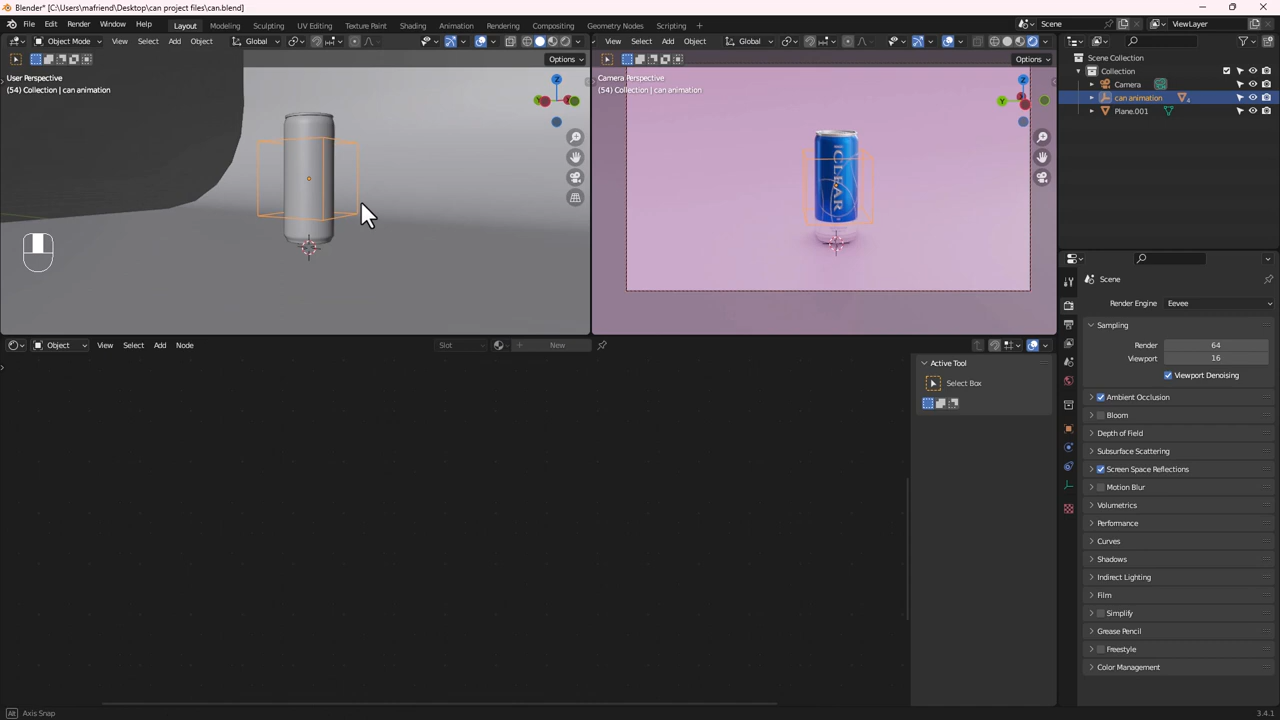 Blender* [C:\Users\mafriend\Desktop\can project files\can.blend]
File Edit Render Window Help Layout Modeling Sculpting UV Editing Texture Paint Shading Animation Rendering Compositing Geometry Nodes Scripting + Scene ViewLayer
Object Mode View Select Add Object Global
View Select Add Object Global
Options
Options
User Perspective
(54) Collection | can animation
Camera Perspective
(54) Collection | can animation
Z
Y
X
Z
Y
X
ICLEAR
Scene Collection
Collection
Camera
can animation
Plane.001
Object View Select Add Node Slot New
Active Tool
Select Box
Scene
Render Engine Eevee
Sampling
Render 64
Viewport 16
Viewport Denoising
Ambient Occlusion
Bloom
Depth of Field
Subsurface Scattering
Screen Space Reflections
Motion Blur
Volumetrics
Performance
Curves
Shadows
Indirect Lighting
Film
Simplify
Grease Pencil
Freestyle
Color Management
Alt Axis Snap
3.4.1